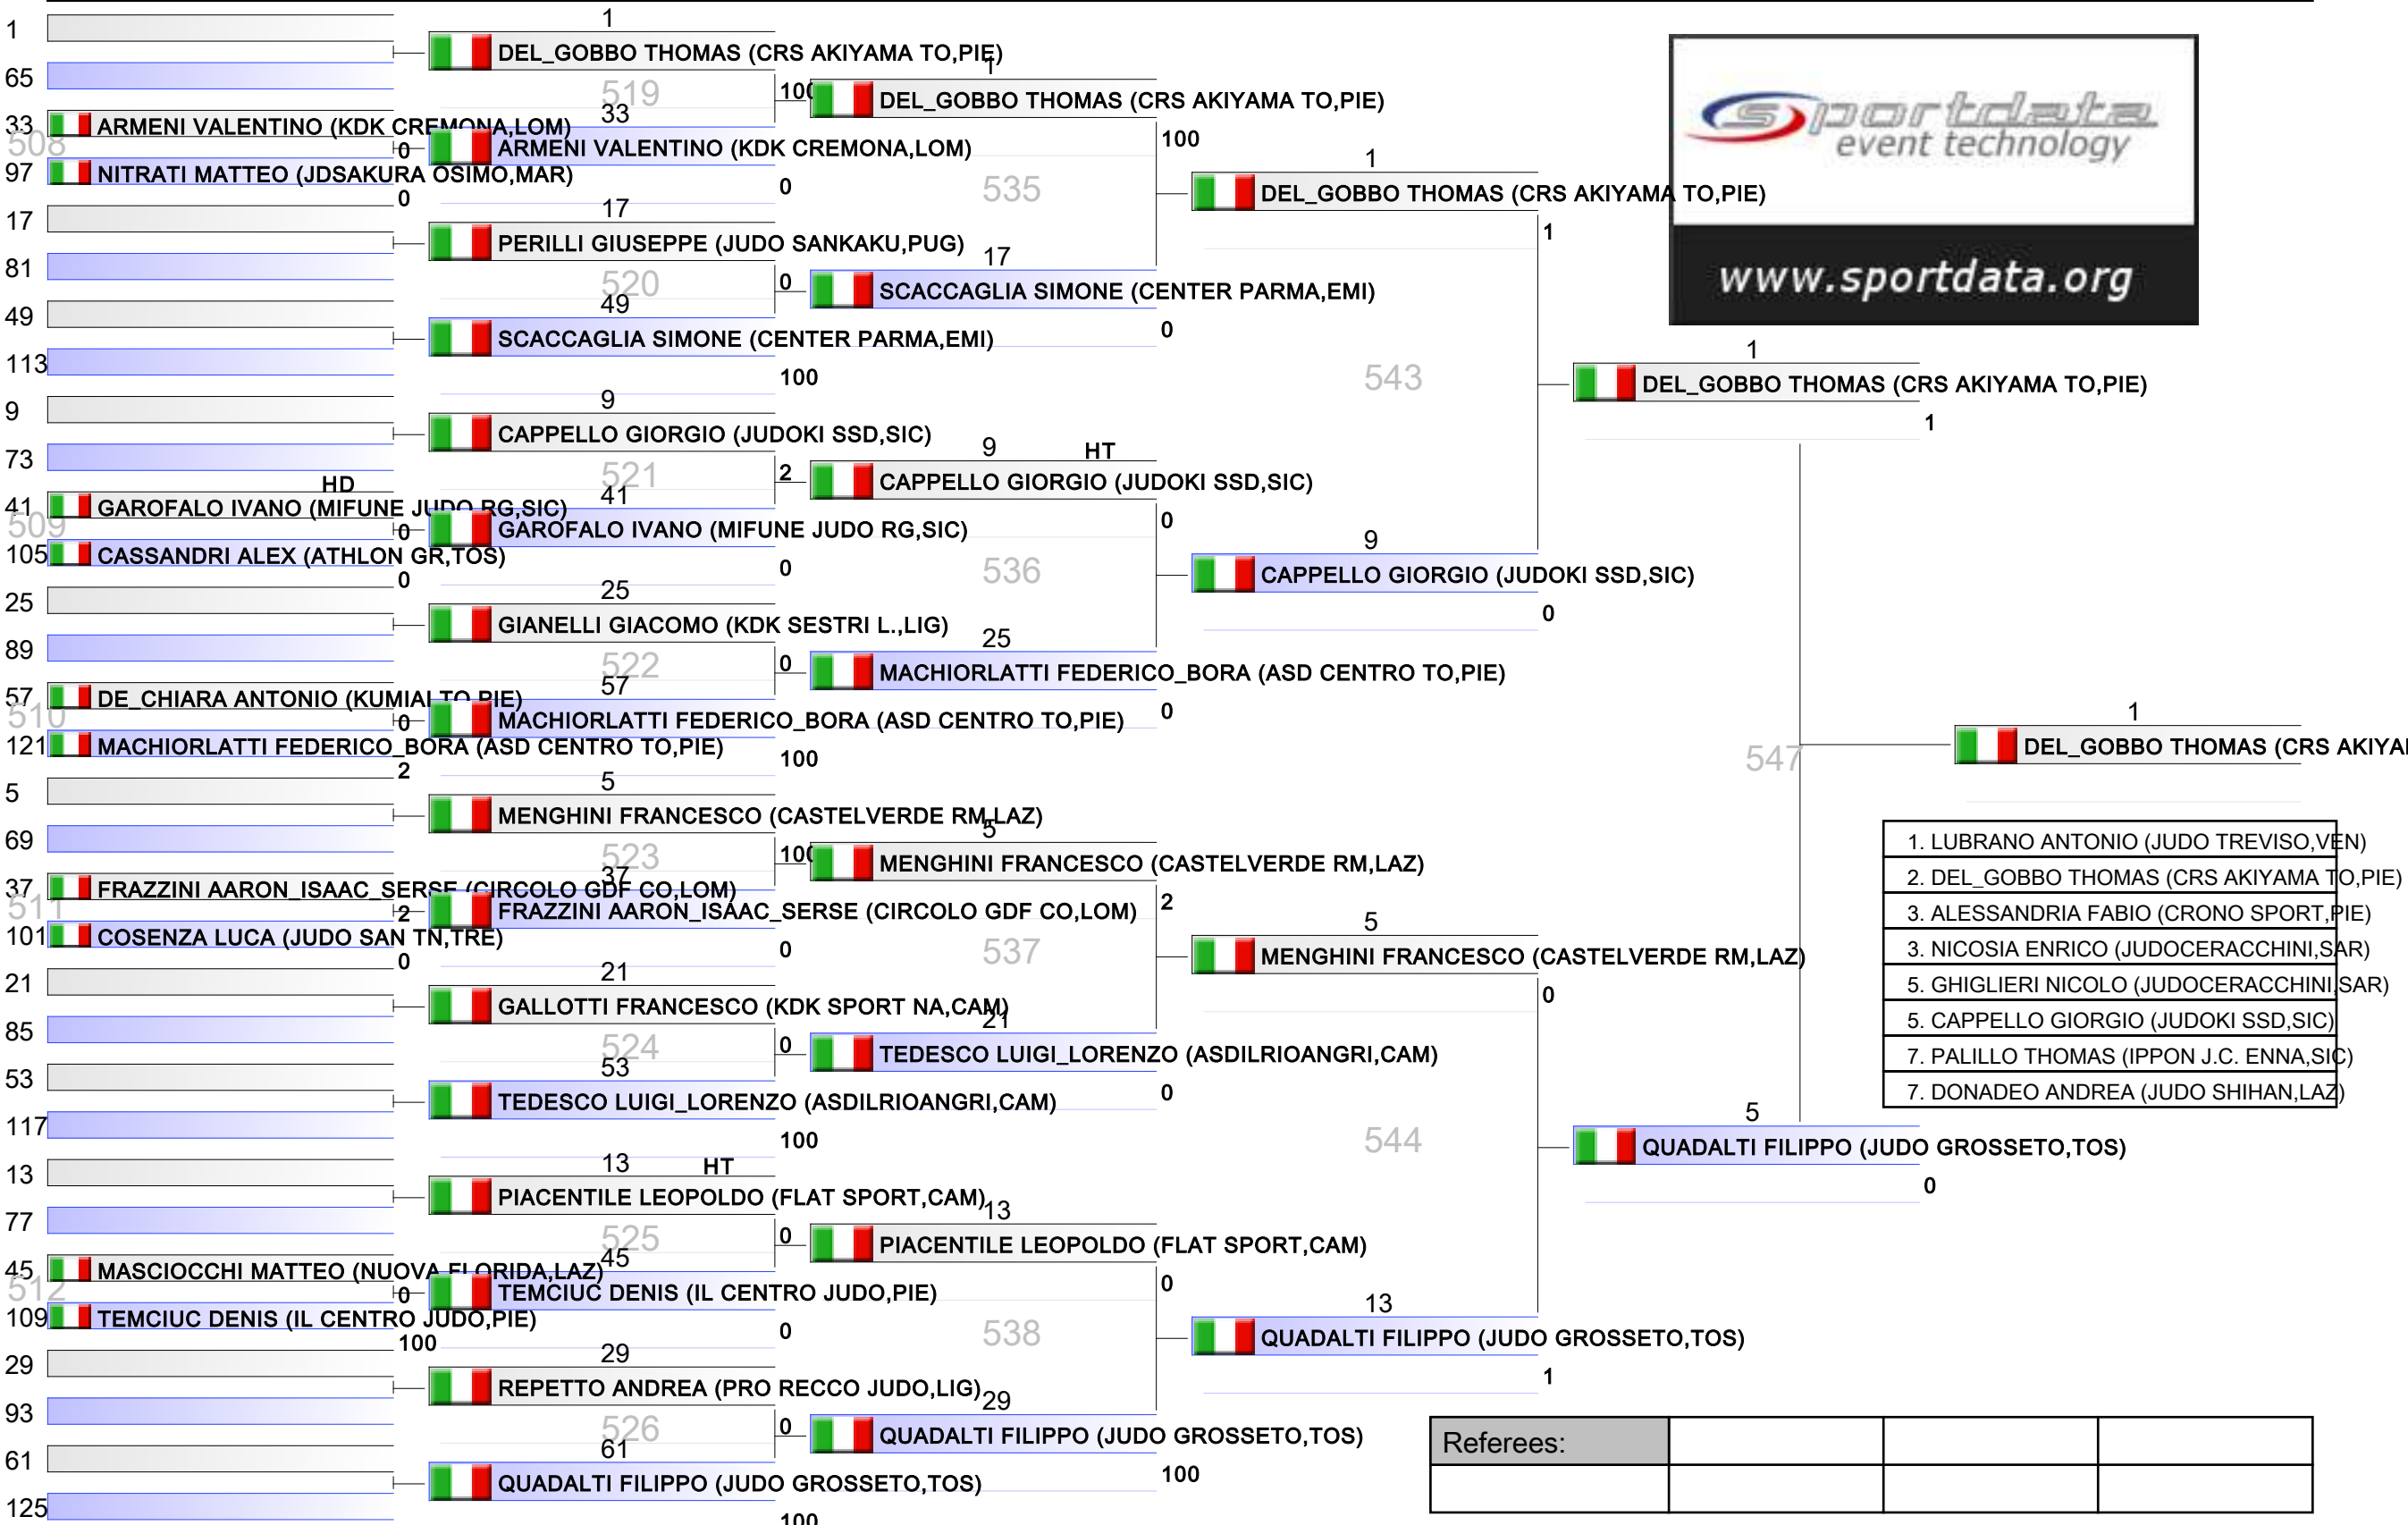 1
65
33 ARMENI VALENTINO (KDK CREMONA,LOM)
508
0
97 NITRATI MATTEO (JDSAKURA OSIMO,MAR)
0
17
81
49
113
9
73
HD
41 GAROFALO IVANO (MIFUNE JUDO RG,SIC)
509
0
105 CASSANDRI ALEX (ATHLON GR,TOS)
0
25
89
57 DE_CHIARA ANTONIO (KUMIAI TO,PIE)
510
0
121 MACHIORLATTI FEDERICO_BORA (ASD CENTRO TO,PIE)
2
5
69
37 FRAZZINI AARON_ISAAC_SERSE (CIRCOLO GDF CO,LOM)
511
2
101 COSENZA LUCA (JUDO SAN TN,TRE)
0
21
85
53
117
13
77
45 MASCIOCCHI MATTEO (NUOVA FLORIDA,LAZ)
512
0
109 TEMCIUC DENIS (IL CENTRO JUDO,PIE)
100
29
93
61
125
1
DEL_GOBBO THOMAS (CRS AKIYAMA TO,PIE)
519
100
33
ARMENI VALENTINO (KDK CREMONA,LOM)
0
17
PERILLI GIUSEPPE (JUDO SANKAKU,PUG)
520
0
49
SCACCAGLIA SIMONE (CENTER PARMA,EMI)
100
9
CAPPELLO GIORGIO (JUDOKI SSD,SIC)
521
2
41
GAROFALO IVANO (MIFUNE JUDO RG,SIC)
0
25
GIANELLI GIACOMO (KDK SESTRI L.,LIG)
522
0
57
MACHIORLATTI FEDERICO_BORA (ASD CENTRO TO,PIE)
100
5
MENGHINI FRANCESCO (CASTELVERDE RM,LAZ)
523
100
37
FRAZZINI AARON_ISAAC_SERSE (CIRCOLO GDF CO,LOM)
0
21
GALLOTTI FRANCESCO (KDK SPORT NA,CAM)
524
0
53
TEDESCO LUIGI_LORENZO (ASDILRIOANGRI,CAM)
100
13 HT
PIACENTILE LEOPOLDO (FLAT SPORT,CAM)
525
0
45
TEMCIUC DENIS (IL CENTRO JUDO,PIE)
0
29
REPETTO ANDREA (PRO RECCO JUDO,LIG)
526
0
61
QUADALTI FILIPPO (JUDO GROSSETO,TOS)
100
1
DEL_GOBBO THOMAS (CRS AKIYAMA TO,PIE)
100
535
17
SCACCAGLIA SIMONE (CENTER PARMA,EMI)
0
9 HT
CAPPELLO GIORGIO (JUDOKI SSD,SIC)
0
536
25
MACHIORLATTI FEDERICO_BORA (ASD CENTRO TO,PIE)
0
5
MENGHINI FRANCESCO (CASTELVERDE RM,LAZ)
2
537
21
TEDESCO LUIGI_LORENZO (ASDILRIOANGRI,CAM)
0
13
PIACENTILE LEOPOLDO (FLAT SPORT,CAM)
0
538
29
QUADALTI FILIPPO (JUDO GROSSETO,TOS)
100
1
DEL_GOBBO THOMAS (CRS AKIYAMA TO,PIE)
1
543
9
CAPPELLO GIORGIO (JUDOKI SSD,SIC)
0
5
MENGHINI FRANCESCO (CASTELVERDE RM,LAZ)
0
544
13
QUADALTI FILIPPO (JUDO GROSSETO,TOS)
1
sportdata
event technology
www.sportdata.org
1
DEL_GOBBO THOMAS (CRS AKIYAMA TO,PIE)
1
547
5
QUADALTI FILIPPO (JUDO GROSSETO,TOS)
0
1
DEL_GOBBO THOMAS (CRS AKIYA
1. LUBRANO ANTONIO (JUDO TREVISO,VEN)
2. DEL_GOBBO THOMAS (CRS AKIYAMA TO,PIE)
3. ALESSANDRIA FABIO (CRONO SPORT,PIE)
3. NICOSIA ENRICO (JUDOCERACCHINI,SAR)
5. GHIGLIERI NICOLO (JUDOCERACCHINI,SAR)
5. CAPPELLO GIORGIO (JUDOKI SSD,SIC)
7. PALILLO THOMAS (IPPON J.C. ENNA,SIC)
7. DONADEO ANDREA (JUDO SHIHAN,LAZ)
Referees: